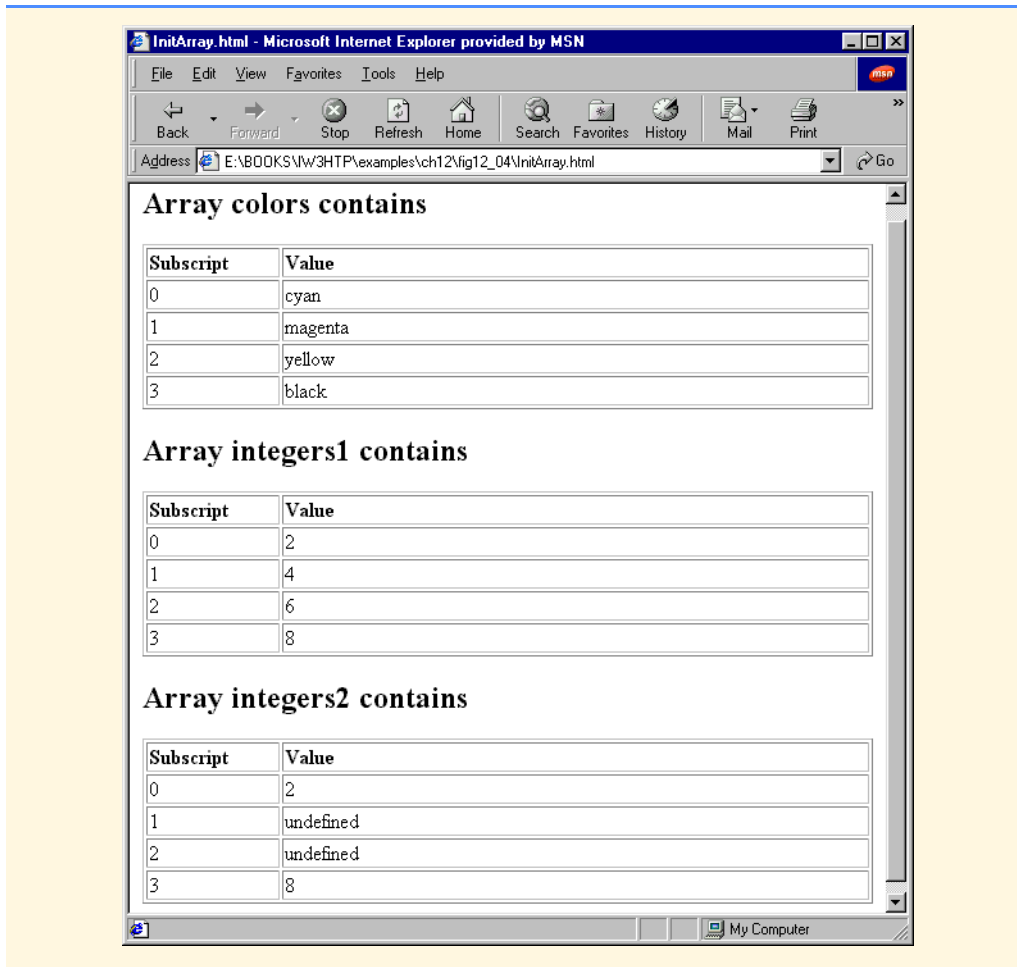 InitArray.html - Microsoft Internet Explorer provided by MSN
File Edit View Favorites Tools Help
msn
Back Forward Stop Refresh Home Search Favorites History Mail Print »
Address E:\BOOKS\IW3HTP\examples\ch12\fig12_04\InitArray.html Go
Array colors contains
Subscript Value
0 cyan
1 magenta
2 yellow
3 black
Array integers1 contains
Subscript Value
0 2
1 4
2 6
3 8
Array integers2 contains
Subscript Value
0 2
1 undefined
2 undefined
3 8
My Computer